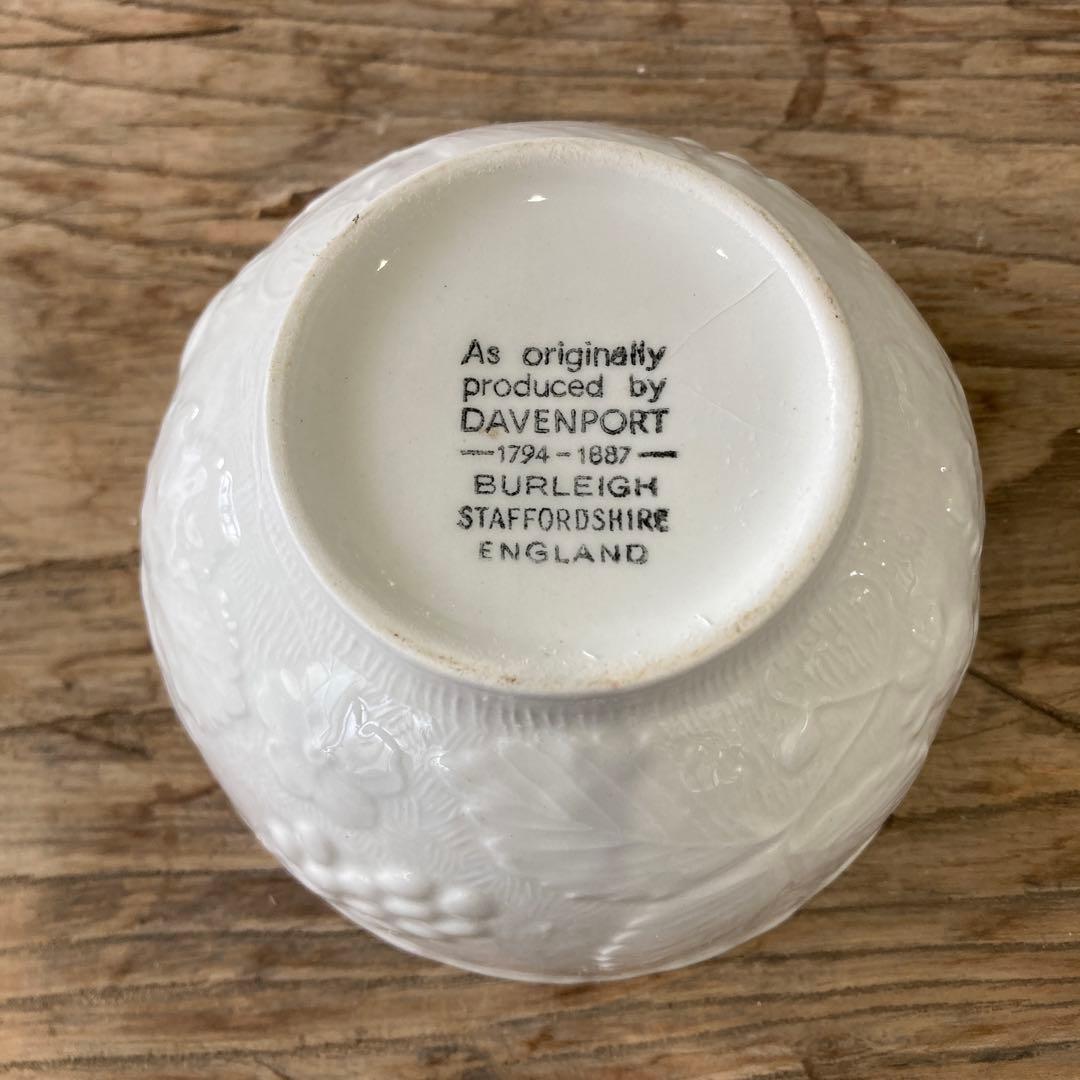 As originally
produced by
DAVENPORT
—1794-1887—
BURLEIGH
STAFFORDSHIRE
ENGLAND